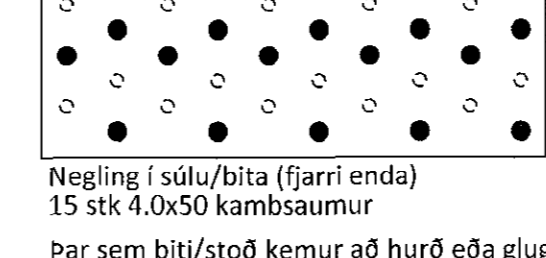 Negling í súlu/bita (fjarri enda)
15 stk 4.0x50 kambsaumur
Þar sem biti/stoð kemur að hurð eða